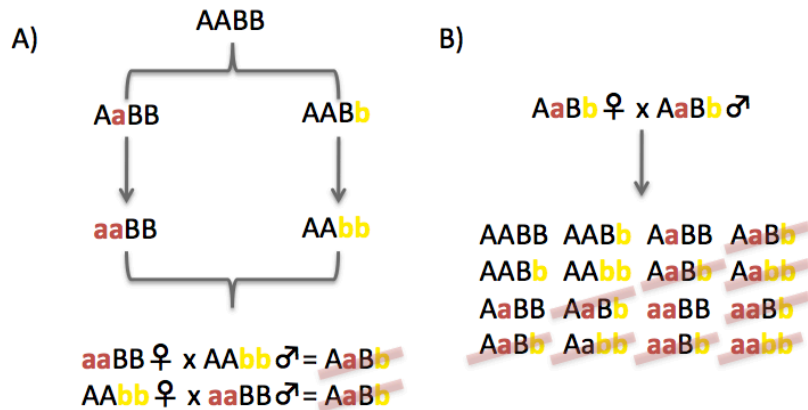 A)
AABB
AaBB AABb
aaBB AAbb
aaBB♀ x AAbb♂= AaBb
AAbb♀ x aaBB♂= AaBb
B)
AaBb♀ x AaBb♂
AABB AABb AaBB AaBb
AABb AAbb AaBb Aabb
AaBB AaBb aaBB aaBb
AaBb Aabb aaBb aabb